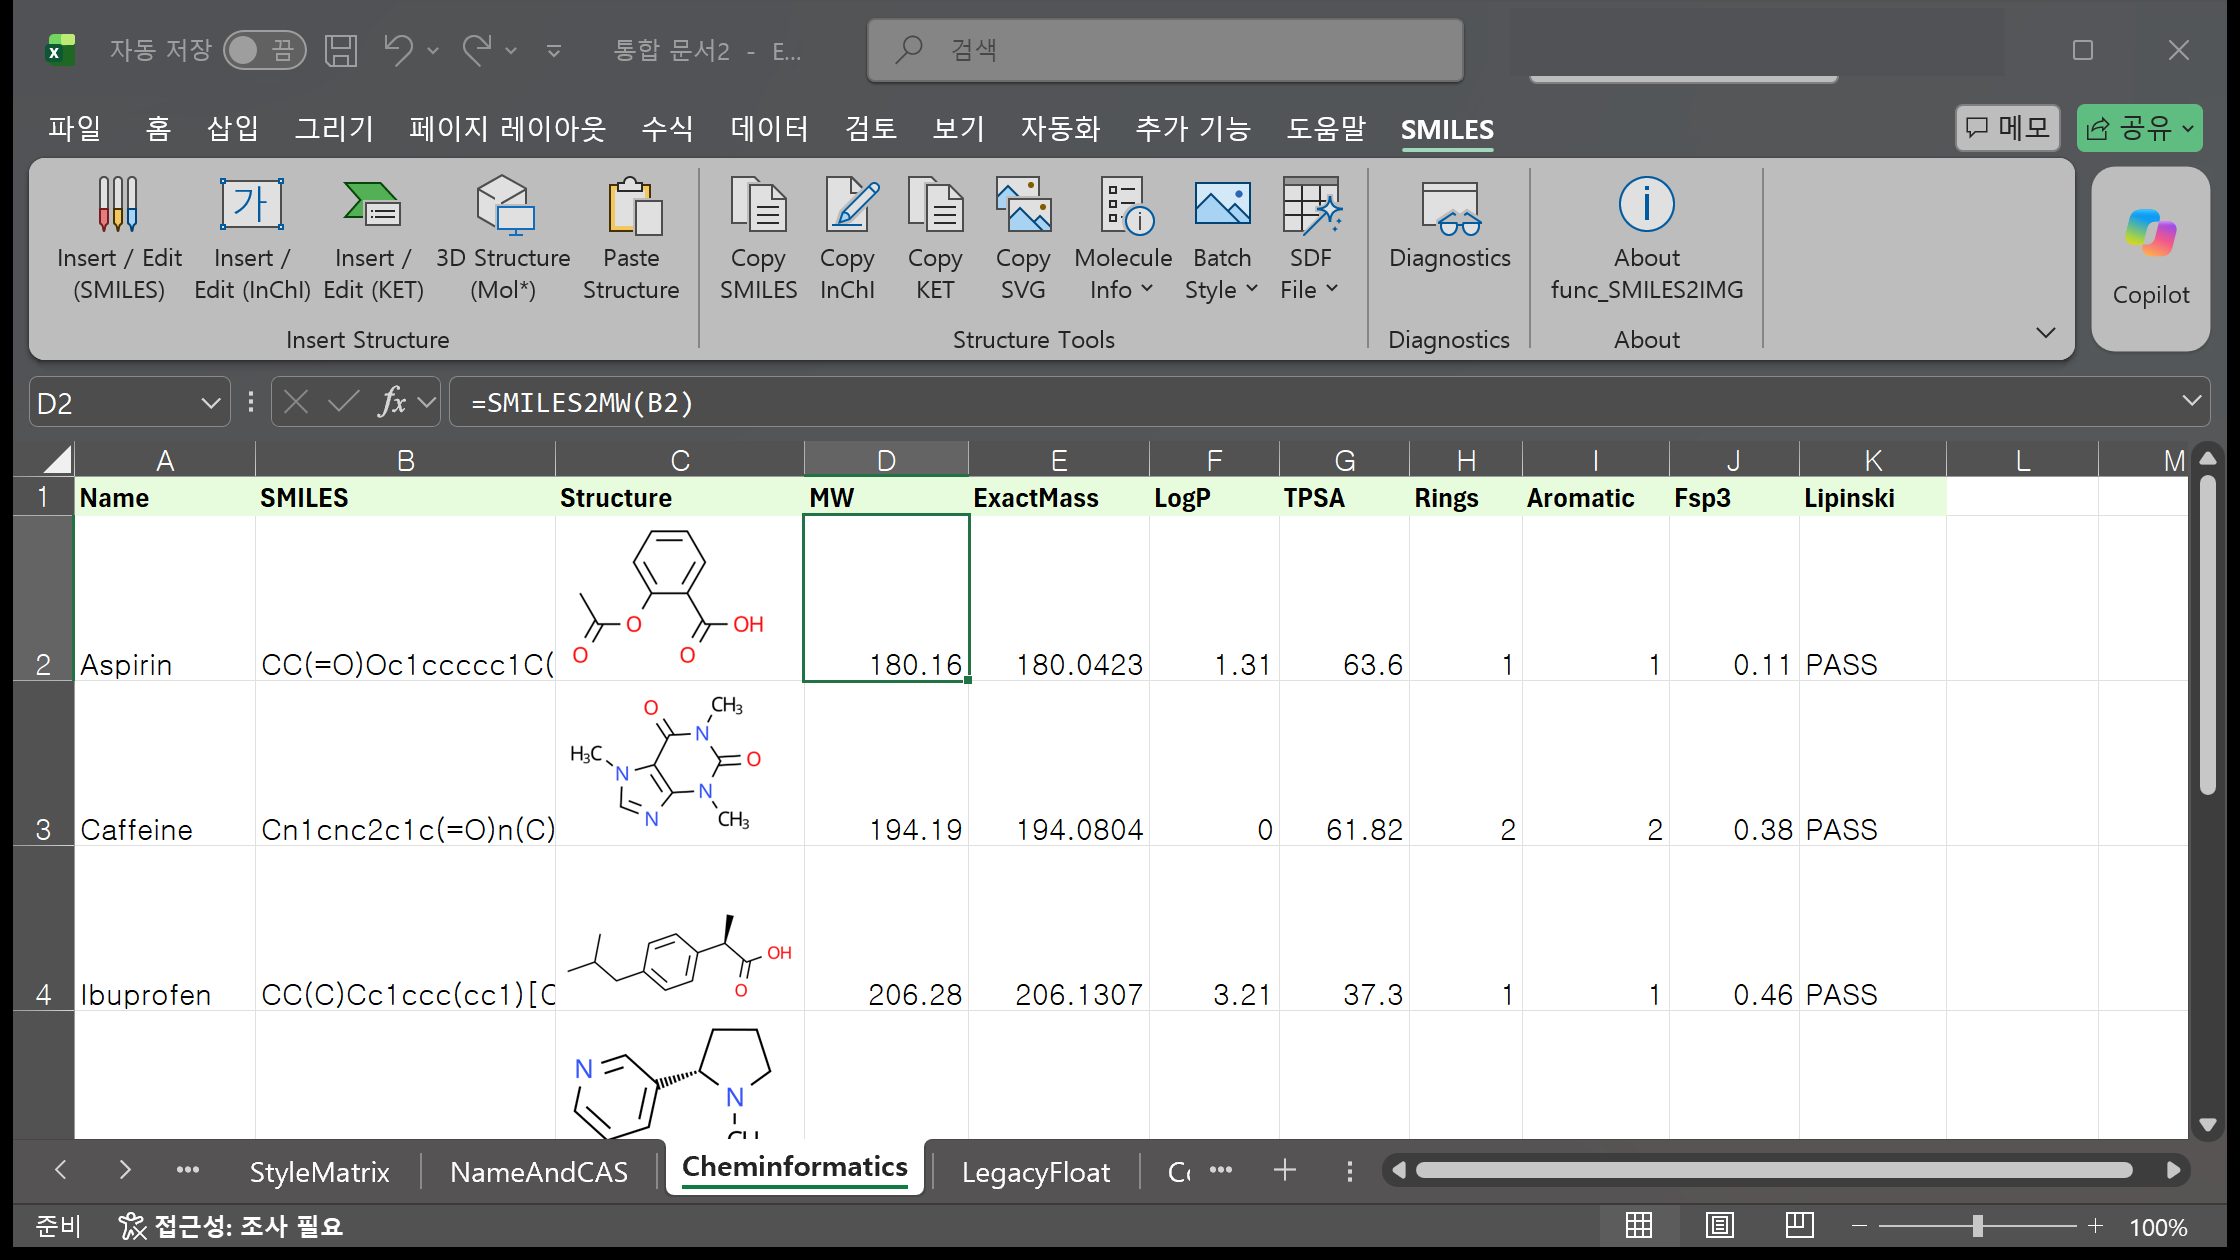 자동 저장 끔 통합 문서2 - E... 검색
파일 홈 삽입 그리기 페이지 레이아웃 수식 데이터 검토 보기 자동화 추가 기능 도움말 SMILES 메모 공유
Insert / Edit (SMILES)
Insert / Edit (InChI)
Insert / Edit (KET)
3D Structure (Mol*)
Paste Structure
Copy SMILES
Copy InChI
Copy KET
Copy SVG
Molecule Info
Batch Style
SDF File
Diagnostics
About func_SMILES2IMG
Copilot
Insert Structure Structure Tools Diagnostics About
가
D2 fx =SMILES2MW(B2)
A B C D E F G H I J K L M
1 Name SMILES Structure MW ExactMass LogP TPSA Rings Aromatic Fsp3 Lipinski
O O O OH
2 Aspirin CC(=O)Oc1ccccc1C( 180.16 180.0423 1.31 63.6 1 1 0.11 PASS
O CH3 N O H3C N N N CH3
3 Caffeine Cn1cnc2c1c(=O)n(C) 194.19 194.0804 0 61.82 2 2 0.38 PASS
OH O
4 Ibuprofen CC(C)Cc1ccc(cc1)[C 206.28 206.1307 3.21 37.3 1 1 0.46 PASS
N N
StyleMatrix NameAndCAS Cheminformatics LegacyFloat
준비 접근성: 조사 필요 100%